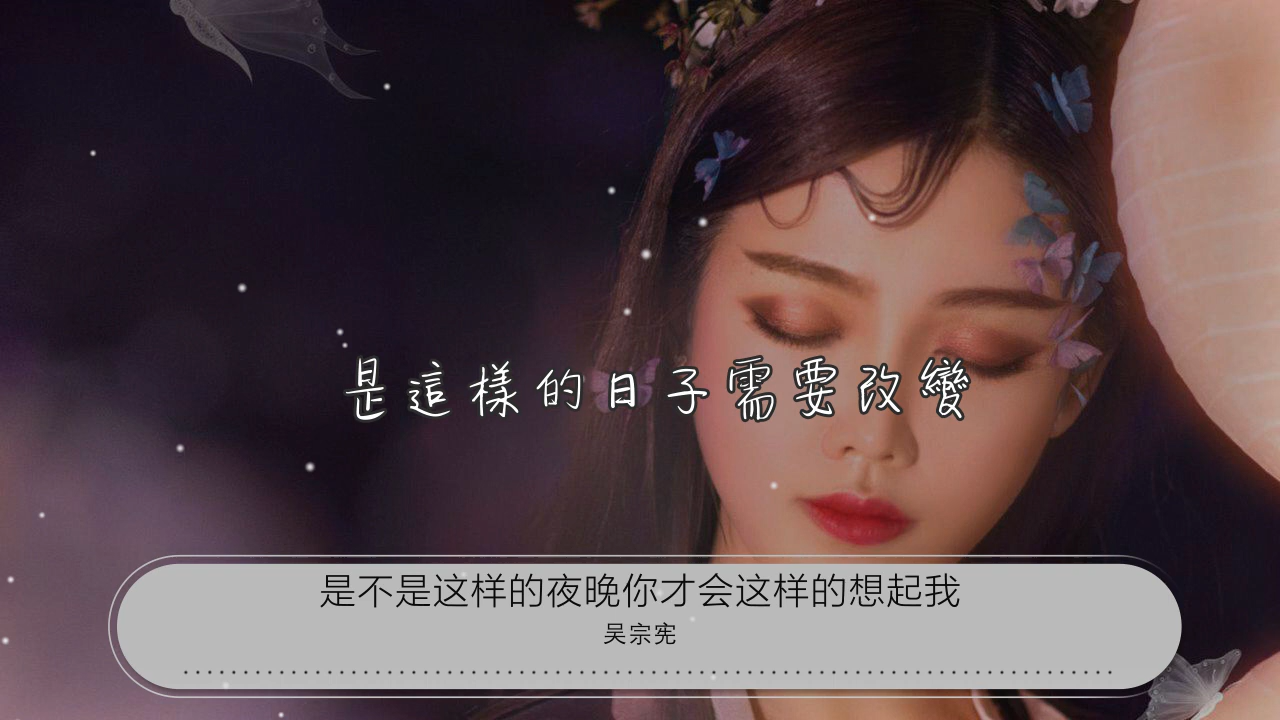 是這樣的日子需要改變
是不是这样的夜晚你才会这样的想起我
吴宗宪